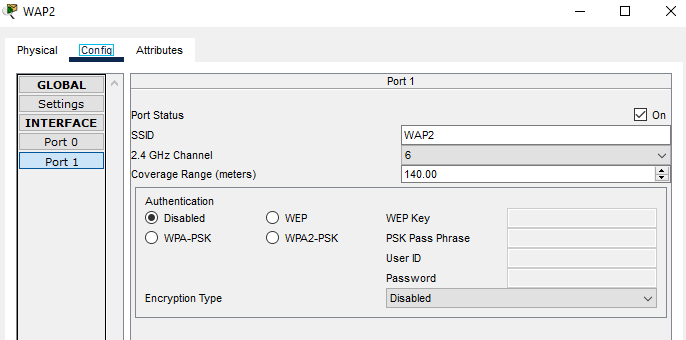 WAP2
Physical Config Attributes
GLOBAL
Settings
INTERFACE
Port 0
Port 1
Port 1
Port Status On
SSID WAP2
2.4 GHz Channel 6
Coverage Range (meters) 140.00
Authentication
Disabled WEP WEP Key
WPA-PSK WPA2-PSK PSK Pass Phrase
User ID
Password
Encryption Type Disabled